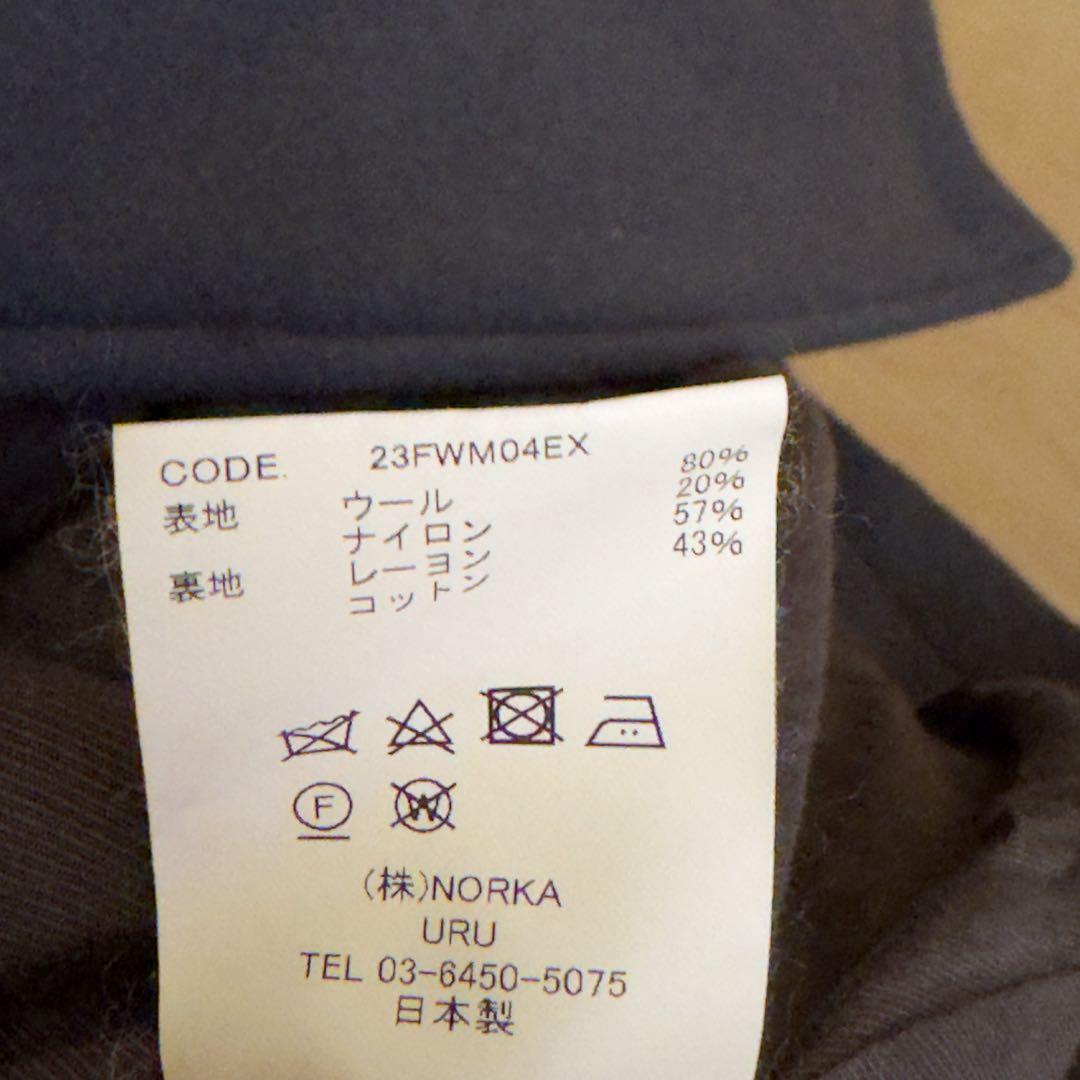 CODE. 23FWM04EX
表地 ウール 80%
ナイロン 20%
裏地 レーヨン 57%
コットン 43%
F
W
(株)NORKA
URU
TEL 03-6450-5075
日本製